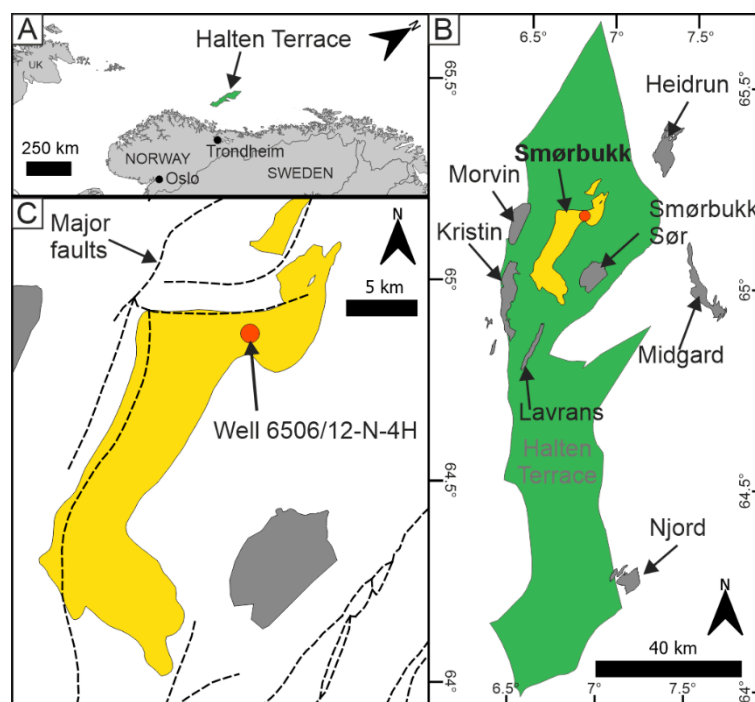 A
Halten Terrace
N
UK
250 km
NORWAY
Trondheim
Oslo
SWEDEN
B
6.5°
7°
7.5°
65.5°
65.5°
Heidrun
Smørbukk
Morvin
Kristin
Smørbukk
Sør
65°
65°
Midgard
Lavrans
Halten
Terrace
64.5°
64.5°
Njord
N
40 km
64°
64°
6.5°
7°
7.5°
C
Major
faults
N
5 km
Well 6506/12-N-4H